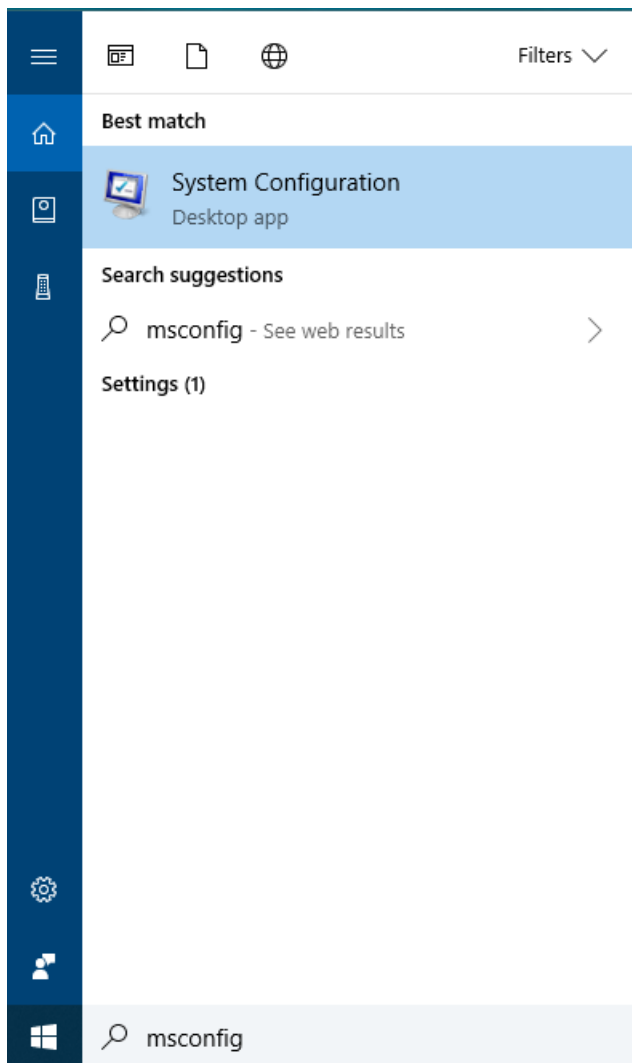 Filters
Best match
System Configuration
Desktop app
Search suggestions
msconfig - See web results
Settings (1)
msconfig